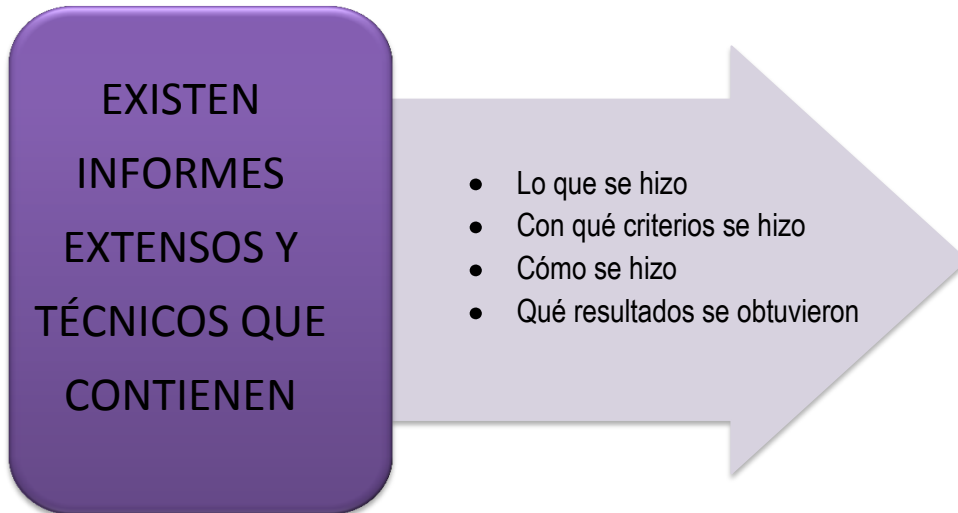 EXISTEN
INFORMES
EXTENSOS Y
TÉCNICOS QUE
CONTIENEN
• Lo que se hizo
• Con qué criterios se hizo
• Cómo se hizo
• Qué resultados se obtuvieron